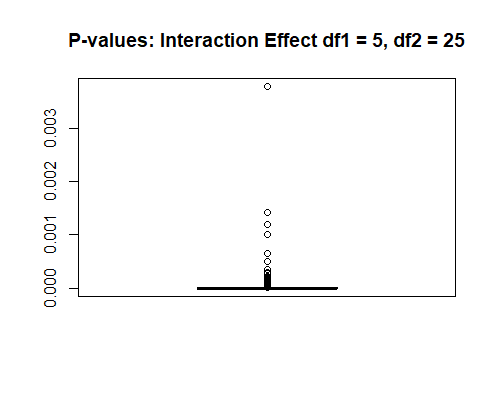 P-values: Interaction Effect df1 = 5, df2 = 25
0.003
0.002
0.001
0.000